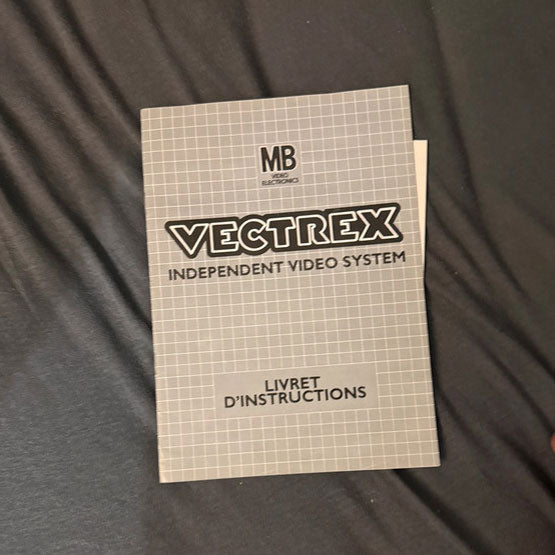 MB
VIDEO
ELECTRONICS
VECTREX
INDEPENDENT VIDEO SYSTEM
LIVRET
D'INSTRUCTIONS